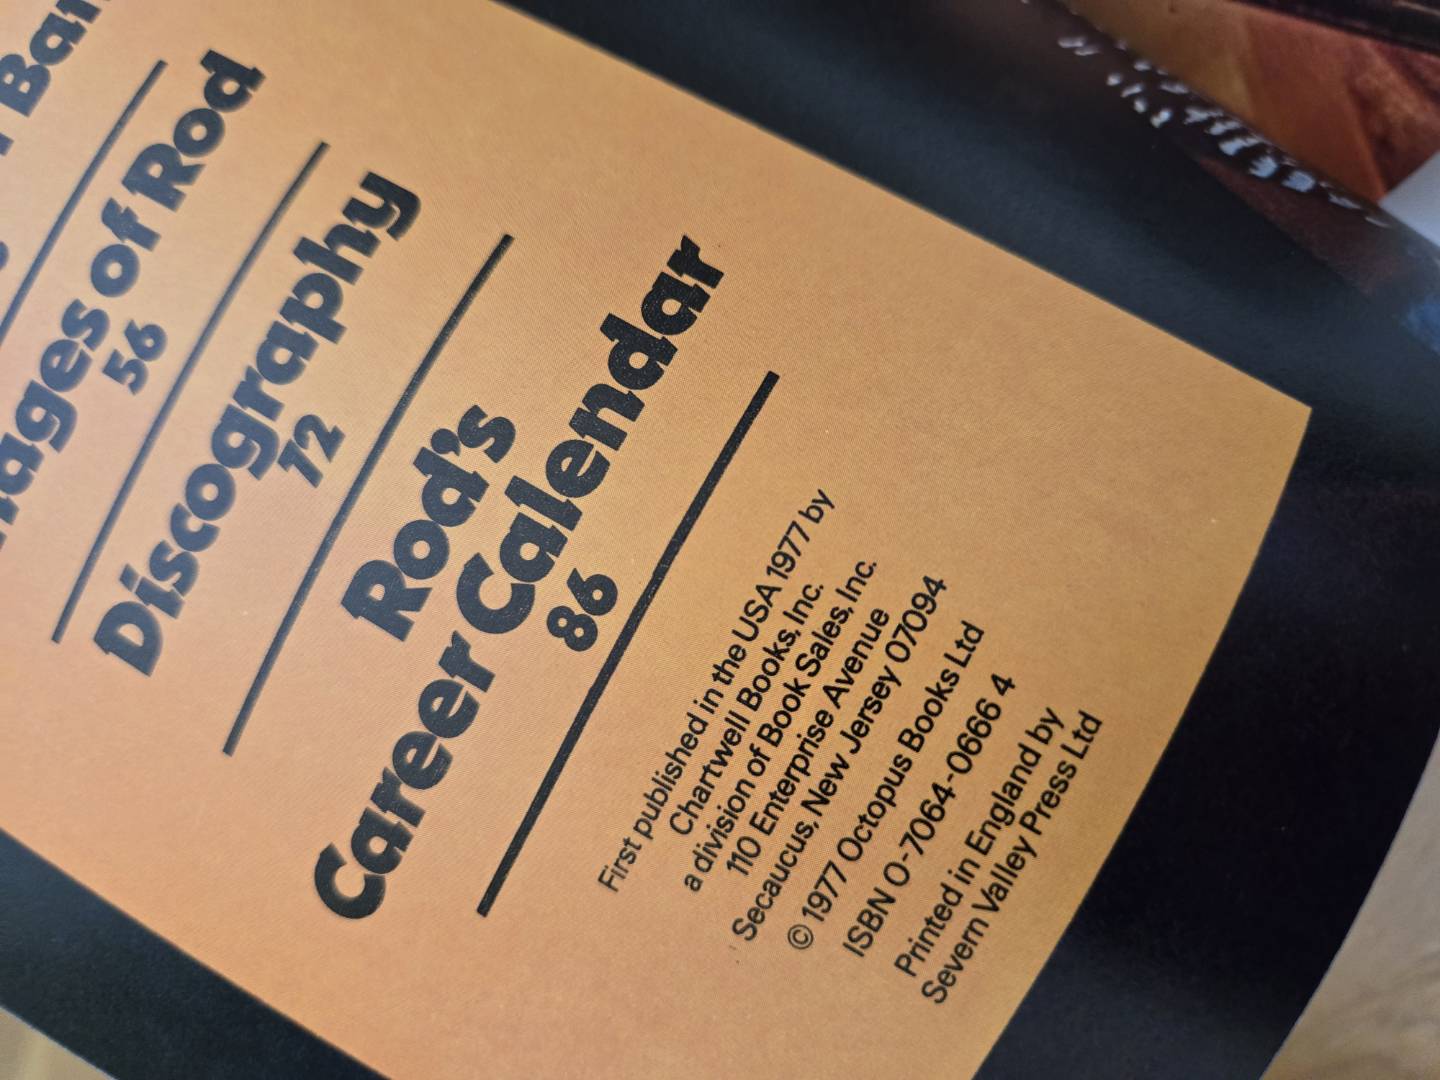 of Rod
56
Discography
72
Rod's
Career Calendar
86
First published in the USA 1977 by
Chartwell Books, Inc.
a division of Book Sales, Inc.
110 Enterprise Avenue
Secaucus, New Jersey 07094
© 1977 Octopus Books Ltd
ISBN 0-7064-0666 4
Printed in England by
Severn Valley Press Ltd